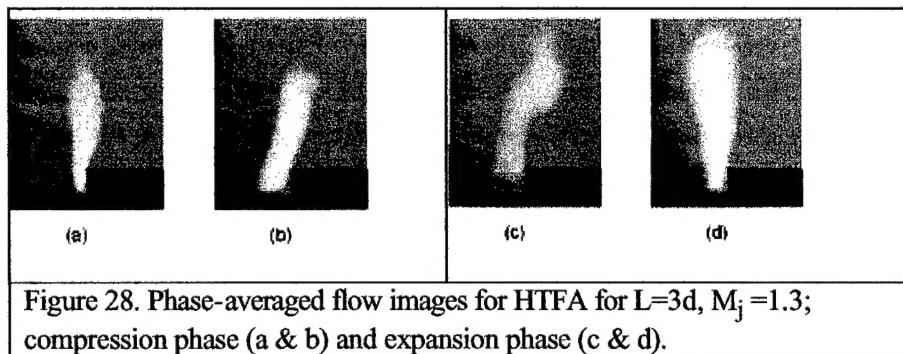 (a) (b) (c) (d)
Figure 28. Phase-averaged flow images for HTFA for L=3d, Mj =1.3;
compression phase (a & b) and expansion phase (c & d).